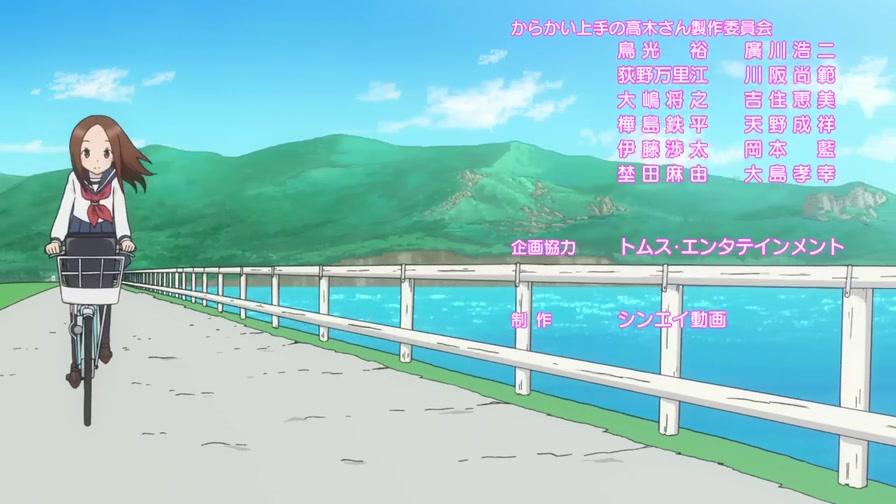 からかい上手の高木さん製作委員会
鳥光 裕 廣川浩二
荻野万里江 川阪尚範
大嶋将之 吉住恵美
樺島鉄平 天野成祥
伊藤渉太 岡本 藍
埜田麻由 大島孝幸
企画協力 トムス・エンタテインメント
制作 シンエイ動画